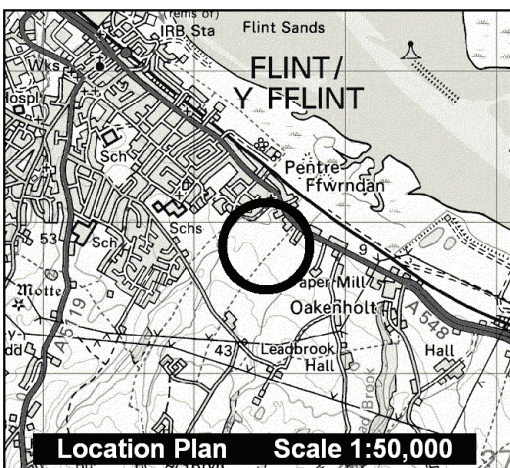 (rems of)
IRB Sta
Flint Sands
Wks
FLINT/
Y FFLINT
Hospl
Sch
Pentre
Ffwrndan
Schs
53
Sch
9
Motte
aper Mill
Oakenholt
A 5119
A 548
43
Leadbrook
Hall
Hall
Brook
Location Plan Scale 1:50,000